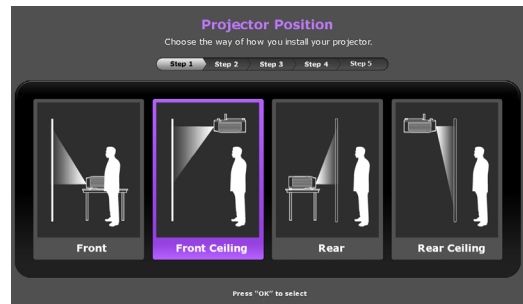 Projector Position
Choose the way of how you install your projector.
Step 1 Step 2 Step 3 Step 4 Step 5
Front Front Ceiling Rear Rear Ceiling
Press "OK" to select